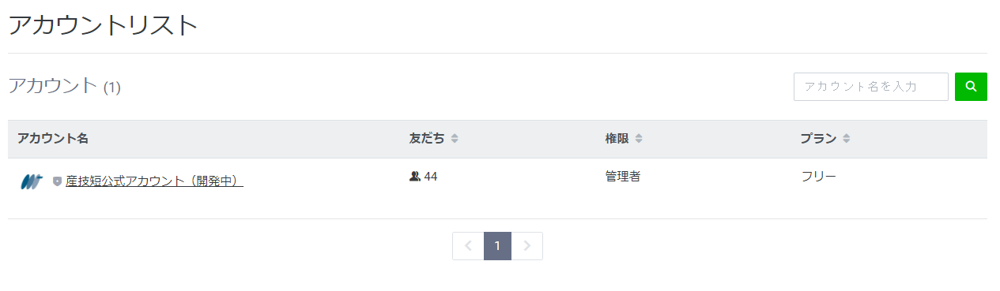 アカウントリスト
アカウント (1)
アカウント名を入力
アカウント名 友だち 権限 プラン
産技短公式アカウント（開発中） 44 管理者 フリー
1